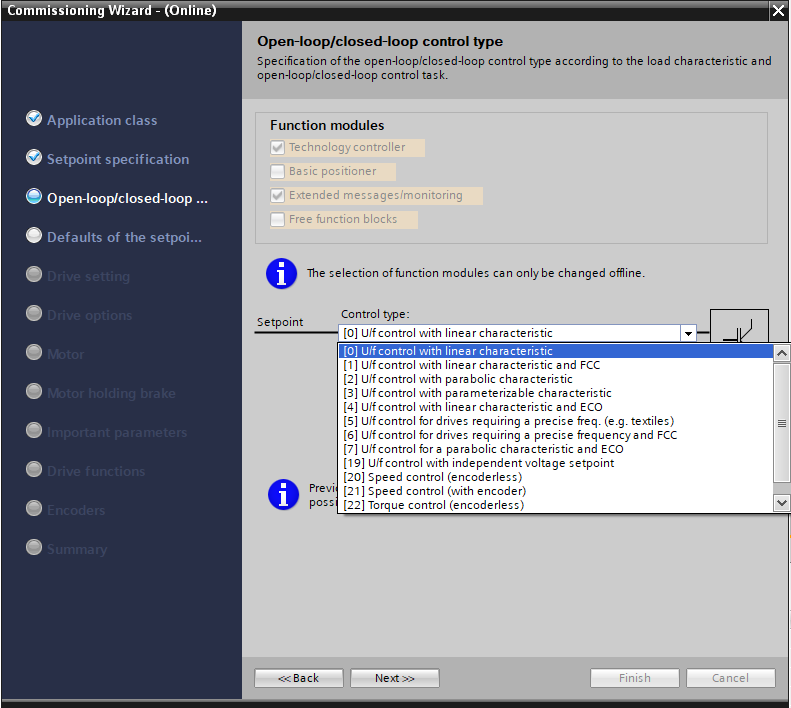 Commissioning Wizard - (Online)
Application class
Setpoint specification
Open-loop/closed-loop ...
Defaults of the setpoi...
Drive setting
Drive options
Motor
Motor holding brake
Important parameters
Drive functions
Encoders
Summary
Open-loop/closed-loop control type
Specification of the open-loop/closed-loop control type according to the load characteristic and
open-loop/closed-loop control task.
Function modules
Technology controller
Basic positioner
Extended messages/monitoring
Free function blocks
The selection of function modules can only be changed offline.
Setpoint
Control type:
[0] U/f control with linear characteristic
[0] U/f control with linear characteristic
[1] U/f control with linear characteristic and FCC
[2] U/f control with parabolic characteristic
[3] U/f control with parameterizable characteristic
[4] U/f control with linear characteristic and ECO
[5] U/f control for drives requiring a precise freq. (e.g. textiles)
[6] U/f control for drives requiring a precise frequency and FCC
[7] U/f control for a parabolic characteristic and ECO
[19] U/f control with independent voltage setpoint
[20] Speed control (encoderless)
[21] Speed control (with encoder)
[22] Torque control (encoderless)
<< Back
Next >>
Finish
Cancel